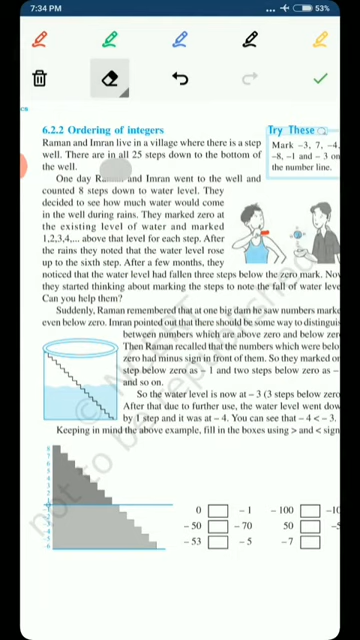 7:34 PM
... 53%
6.2.2 Ordering of integers
Raman and Imran live in a village where there is a step
well. There are in all 25 steps down to the bottom of
the well.
One day and Imran went to the well and
counted 8 steps down to water level. They
decided to see how much water would come
in the well during rains. They marked zero at
the existing level of water and marked
1,2,3,4,... above that level for each step. After
the rains they noted that the water level rose
up to the sixth step. After a few months, they
noticed that the water level had fallen three steps below the zero mark. Nov
they started thinking about marking the steps to note the fall of water leve
Can you help them?
Try These
Mark −3, 7, −4,
−8, −1 and − 3 on
the number line.
Suddenly, Raman remembered that at one big dam he saw numbers marke
even below zero. Imran pointed out that there should be some way to distinguis
between numbers which are above zero and below zer
Then Raman recalled that the numbers which were belo
zero had minus sign in front of them. So they marked or
step below zero as − 1 and two steps below zero as −
and so on.
So the water level is now at − 3 (3 steps below zero
After that due to further use, the water level went dow
by 1 step and it was at − 4. You can see that − 4 < − 3.
Keeping in mind the above example, fill in the boxes using > and < sign
0 − 1 − 100 −10
− 50 − 70 50 −5
− 53 − 5 − 7